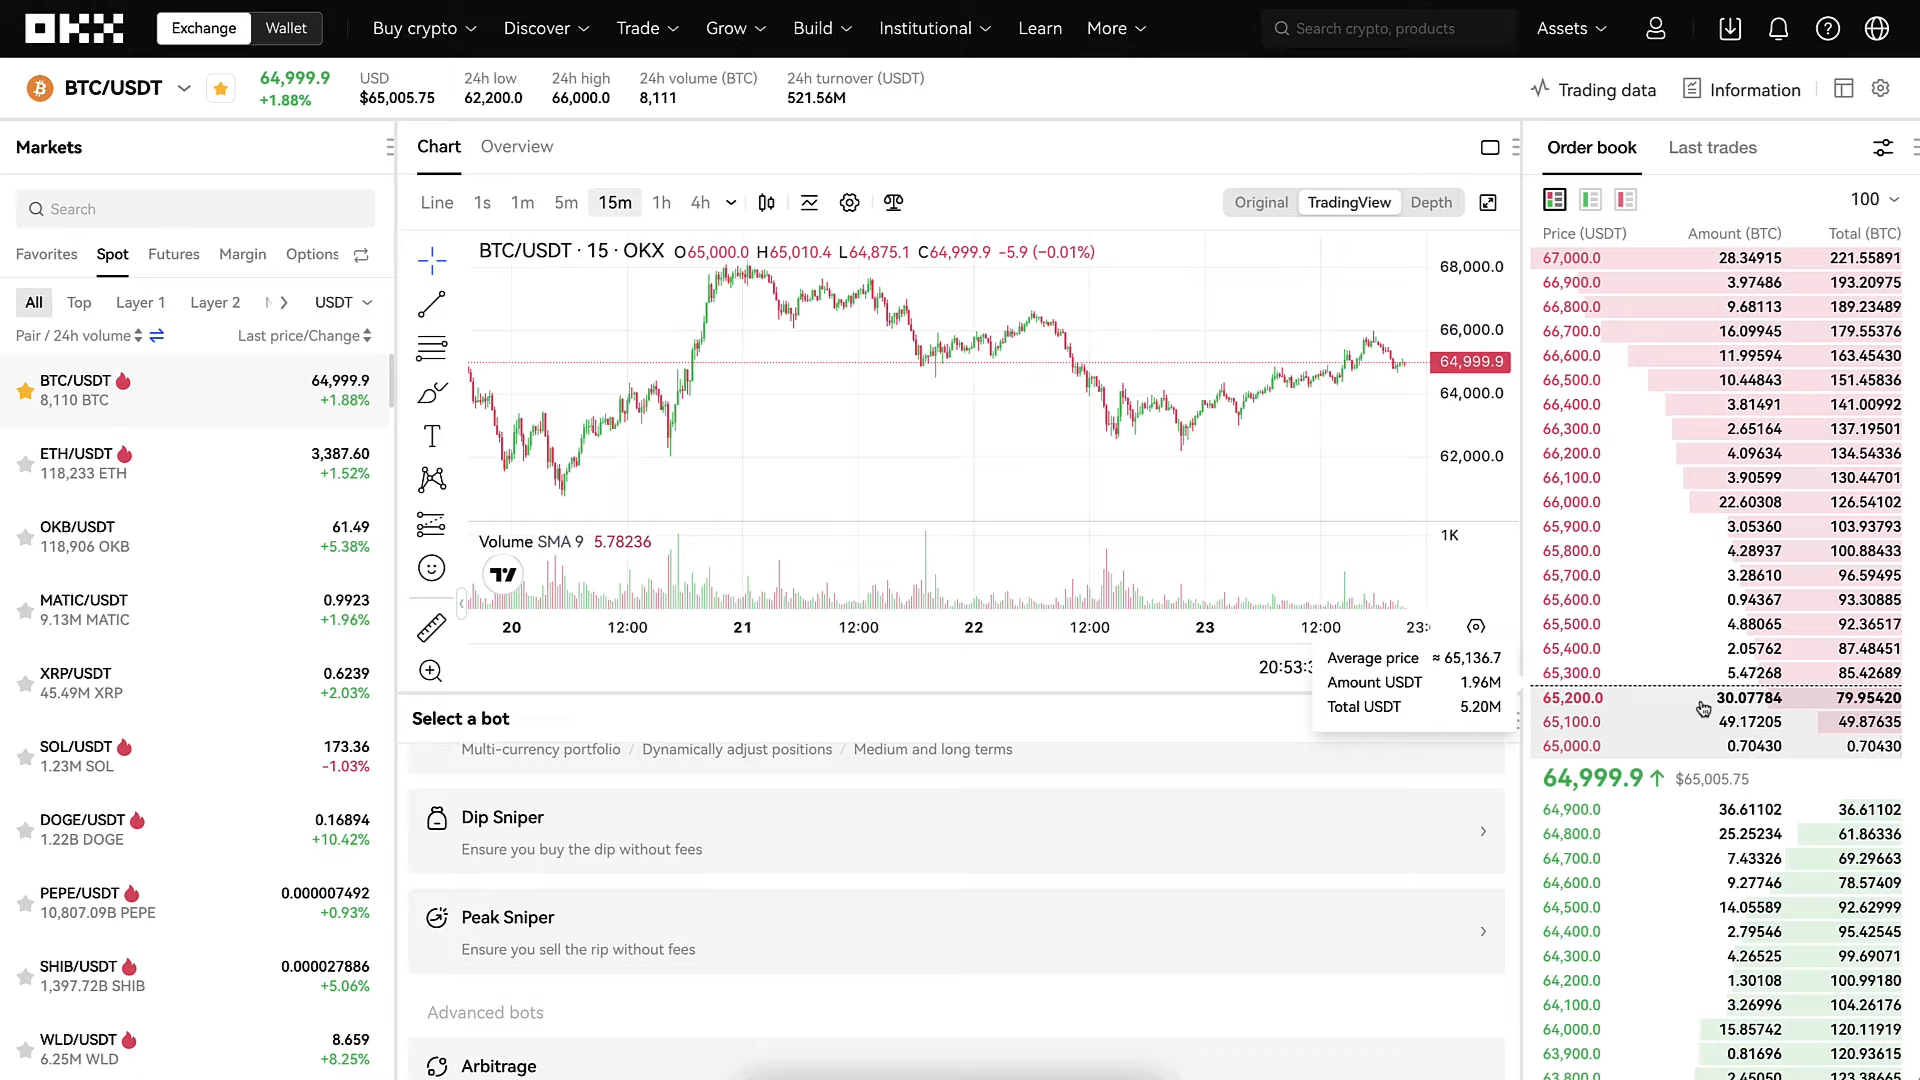 OKX Exchange Wallet Buy crypto Discover Trade Grow Build Institutional Learn More Search crypto, products Assets
BTC/USDT 64,999.9 +1.88%
USD $65,005.75
24h low 62,200.0
24h high 66,000.0
24h volume (BTC) 8,111
24h turnover (USDT) 521.56M
Trading data Information
Markets
Search
Favorites Spot Futures Margin Options
All Top Layer 1 Layer 2 USDT
Pair / 24h volume Last price/Change
BTC/USDT 64,999.9
8,110 BTC +1.88%
ETH/USDT 3,387.60
118,233 ETH +1.52%
OKB/USDT 61.49
118,906 OKB +5.38%
MATIC/USDT 0.9923
9.13M MATIC +1.96%
XRP/USDT 0.6239
45.49M XRP +2.03%
SOL/USDT 173.36
1.23M SOL -1.03%
DOGE/USDT 0.16894
1.22B DOGE +10.42%
PEPE/USDT 0.000007492
10,807.09B PEPE +0.93%
SHIB/USDT 0.000027886
1,397.72B SHIB +5.06%
WLD/USDT 8.659
6.25M WLD +8.25%
Chart Overview
Line 1s 1m 5m 15m 1h 4h Original TradingView Depth
BTC/USDT · 15 · OKX O65,000.0 H65,010.4 L64,875.1 C64,999.9 -5.9 (−0.01%)
68,000.0
66,000.0
64,999.9
64,000.0
62,000.0
Volume SMA 9 5.78236
1K
20 12:00 21 12:00 22 12:00 23 12:00 23:
20:53:
Average price ≈ 65,136.7
Amount USDT 1.96M
Total USDT 5.20M
Select a bot
Multi-currency portfolio / Dynamically adjust positions / Medium and long terms
Dip Sniper
Ensure you buy the dip without fees
Peak Sniper
Ensure you sell the rip without fees
Advanced bots
Arbitrage
Order book Last trades
100
Price (USDT) Amount (BTC) Total (BTC)
67,000.0 28.34915 221.55891
66,900.0 3.97486 193.20975
66,800.0 9.68113 189.23489
66,700.0 16.09945 179.55376
66,600.0 11.99594 163.45430
66,500.0 10.44843 151.45836
66,400.0 3.81491 141.00992
66,300.0 2.65164 137.19501
66,200.0 4.09634 134.54336
66,100.0 3.90599 130.44701
66,000.0 22.60308 126.54102
65,900.0 3.05360 103.93793
65,800.0 4.28937 100.88433
65,700.0 3.28610 96.59495
65,600.0 0.94367 93.30885
65,500.0 4.88065 92.36517
65,400.0 2.05762 87.48451
65,300.0 5.47268 85.42689
65,200.0 30.07784 79.95420
65,100.0 49.17205 49.87635
65,000.0 0.70430 0.70430
64,999.9 $65,005.75
64,900.0 36.61102 36.61102
64,800.0 25.25234 61.86336
64,700.0 7.43326 69.29663
64,600.0 9.27746 78.57409
64,500.0 14.05589 92.62999
64,400.0 2.79546 95.42545
64,300.0 4.26525 99.69071
64,200.0 1.30108 100.99180
64,100.0 3.26996 104.26176
64,000.0 15.85742 120.11919
63,900.0 0.81696 120.93615
63,800.0 2.45050 123.38665